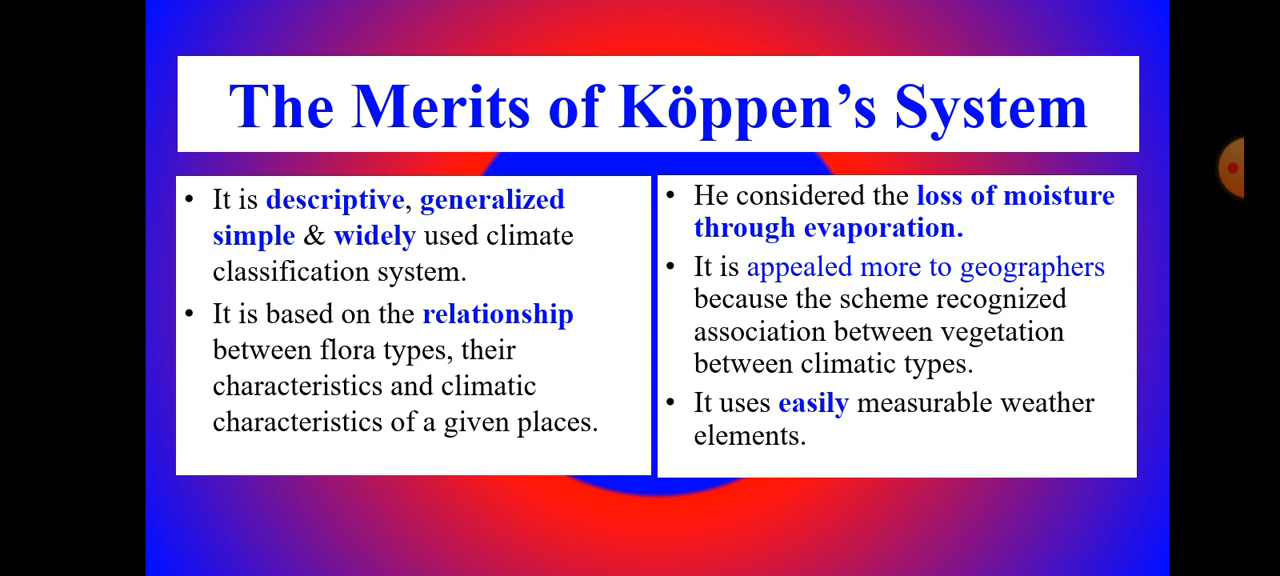 The Merits of Köppen’s System
• It is descriptive, generalized
simple & widely used climate
classification system.
• It is based on the relationship
between flora types, their
characteristics and climatic
characteristics of a given places.
• He considered the loss of moisture
through evaporation.
• It is appealed more to geographers
because the scheme recognized
association between vegetation
between climatic types.
• It uses easily measurable weather
elements.